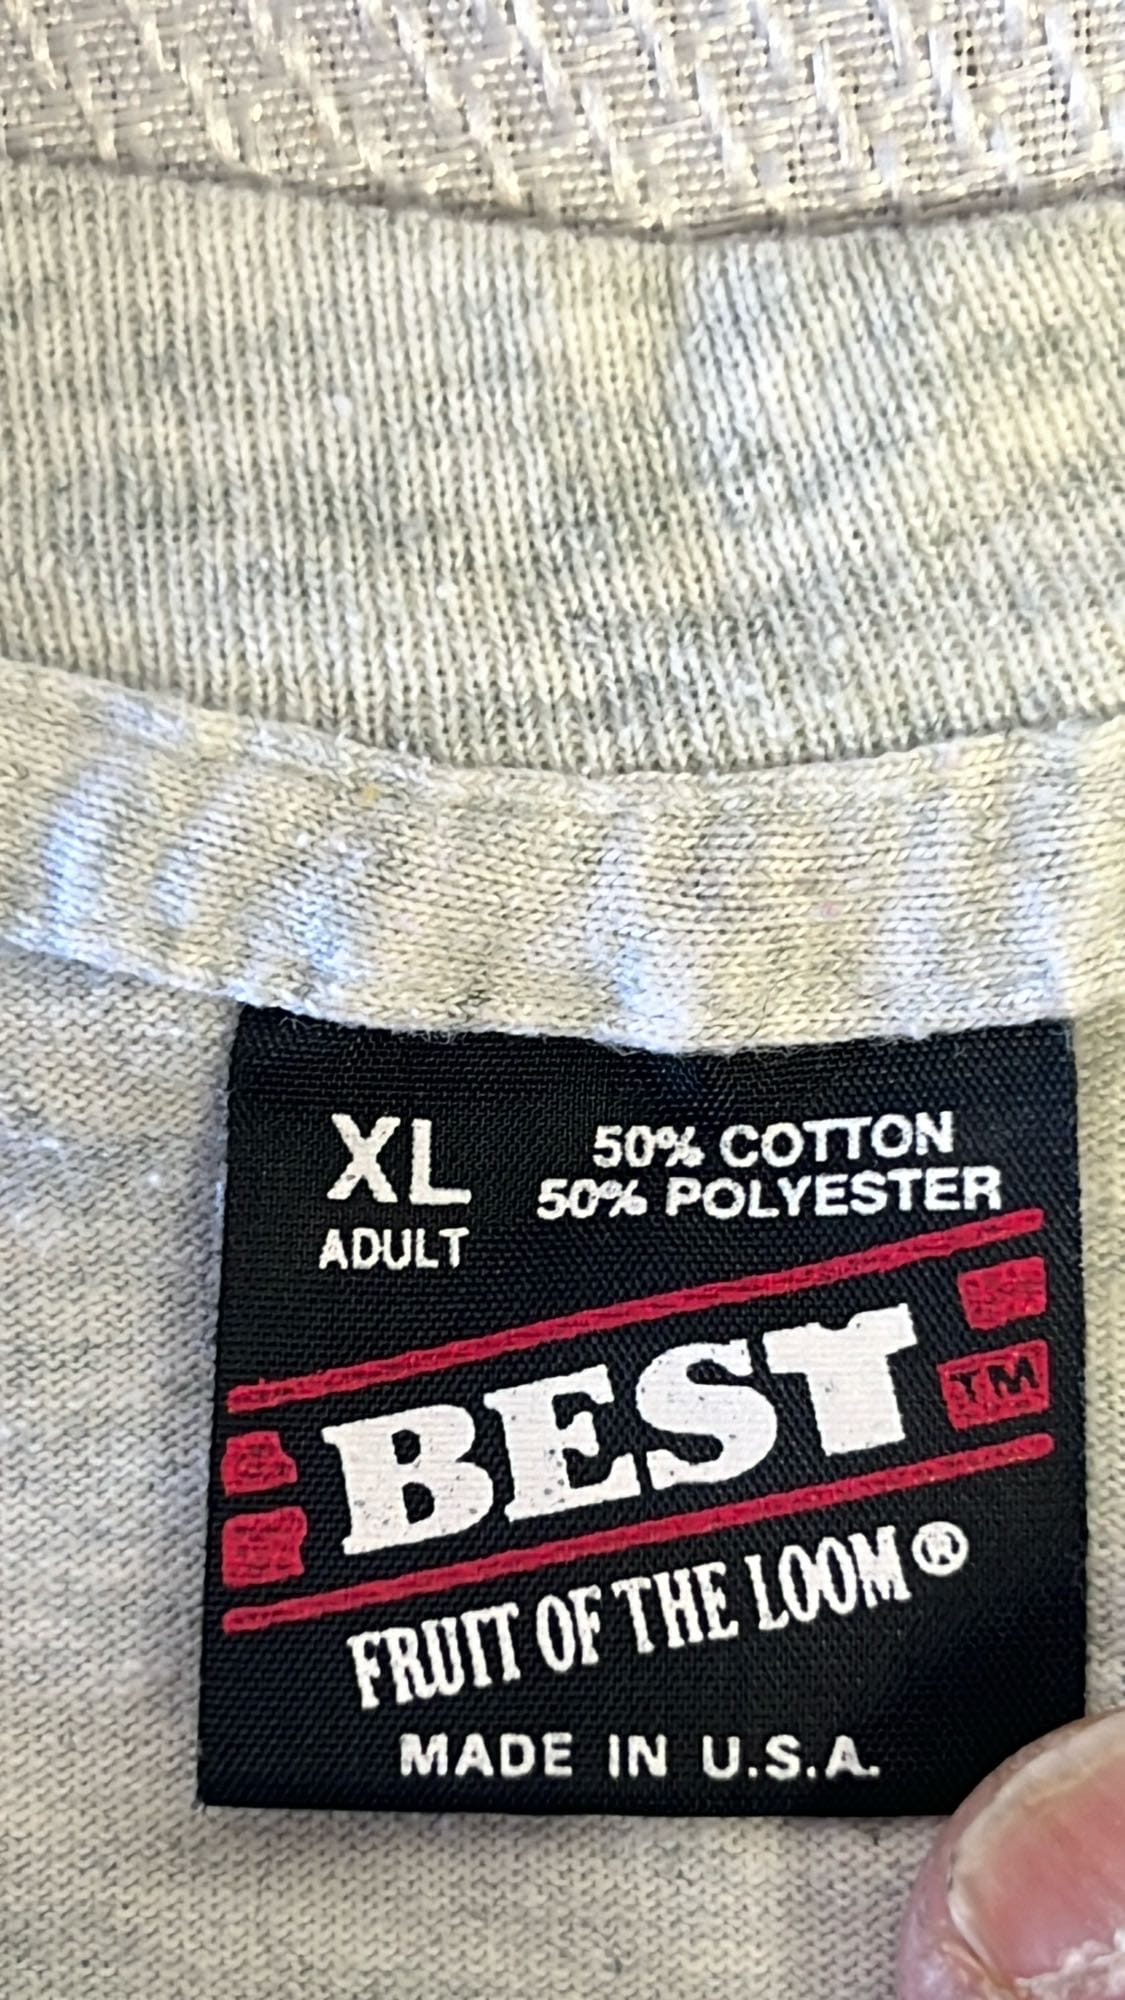 XL
ADULT
50% COTTON
50% POLYESTER
BEST
TM
FRUIT OF THE LOOM®
MADE IN U.S.A.